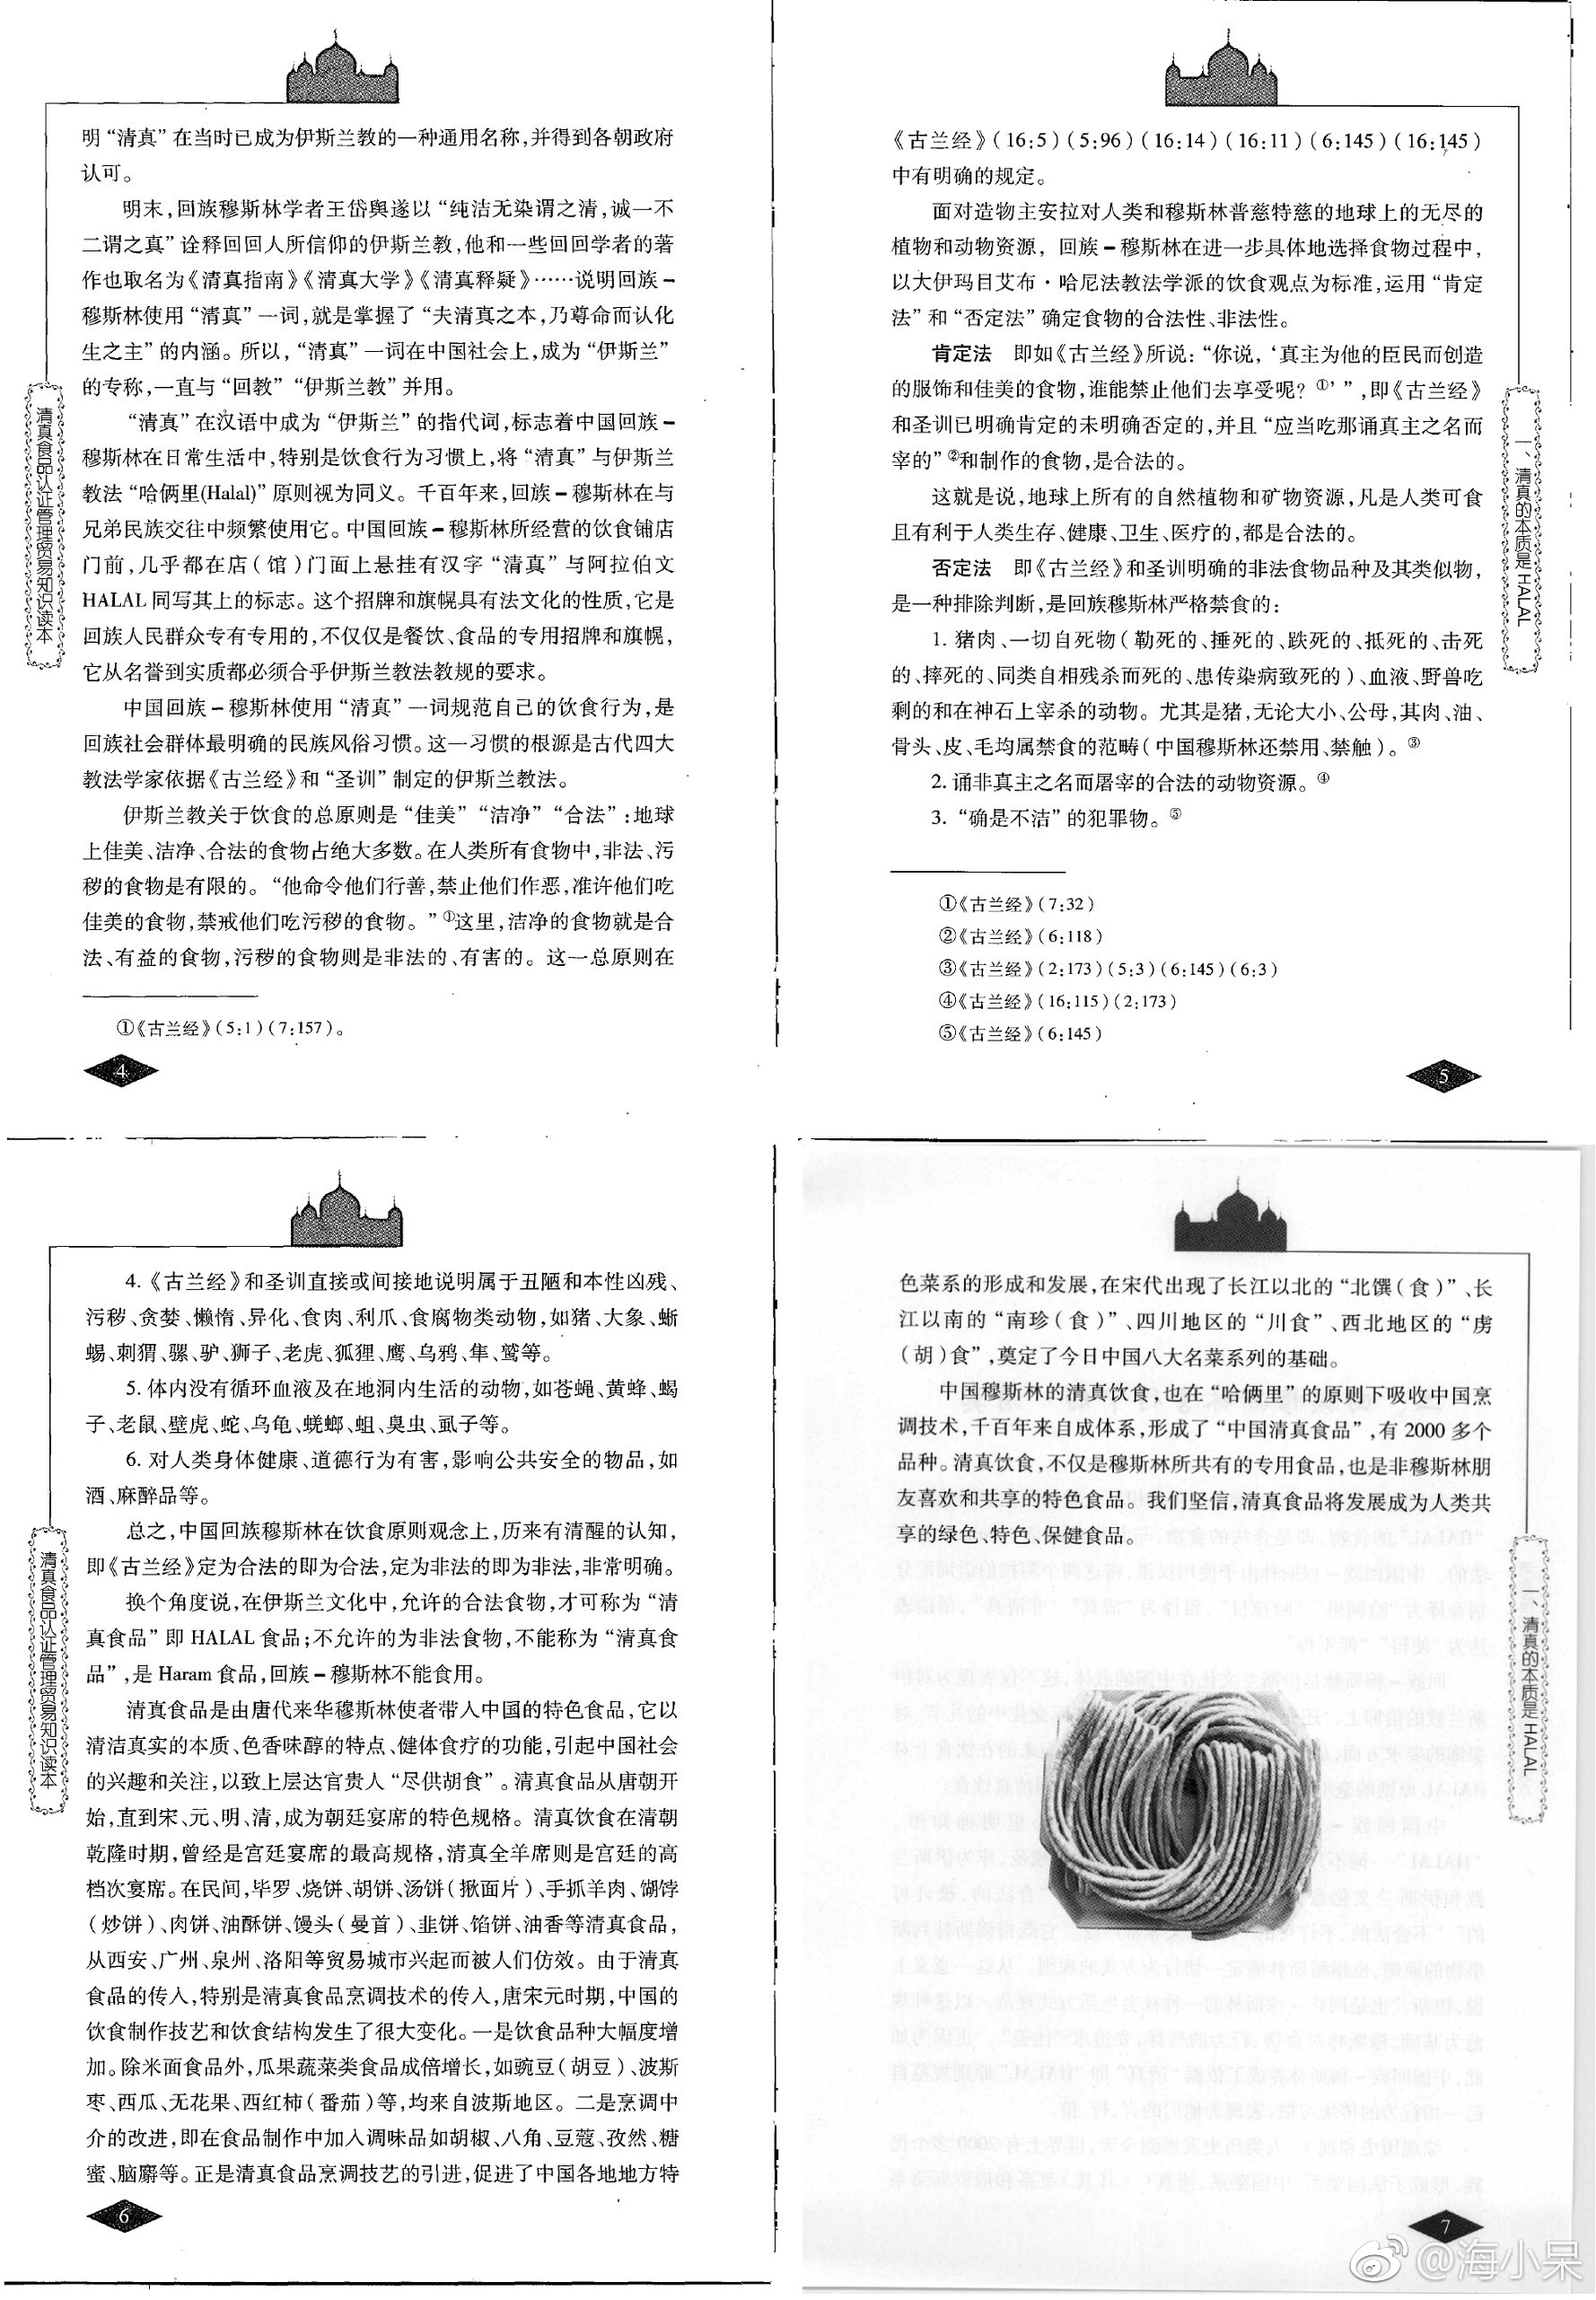 明“清真”在当时已成为伊斯兰教的一种通用名称,并得到各朝政府
认可。
明末,回族穆斯林学者王岱舆遂以“纯洁无染谓之清,诚一不
二谓之真”诠释回回人所信仰的伊斯兰教,他和一些回回学者的著
作也取名为《清真指南》《清真大学》《清真释疑》……说明回族-
穆斯林使用“清真”一词,就是掌握了“夫清真之本,乃尊命而认化
生之主”的内涵。所以,“清真”一词在中国社会上,成为“伊斯兰”
的专称,一直与“回教”“伊斯兰教”并用。
“清真”在汉语中成为“伊斯兰”的指代词,标志着中国回族-
穆斯林在日常生活中,特别是饮食行为习惯上,将“清真”与伊斯兰
教法“哈俩里(Halal)”原则视为同义。千百年来,回族-穆斯林在与
兄弟民族交往中频繁使用它。中国回族-穆斯林所经营的饮食铺店
门前,几乎都在店(馆)门面上悬挂有汉字“清真”与阿拉伯文
HALAL同写其上的标志。这个招牌和旗幌具有法文化的性质,它是
回族人民群众专有专用的,不仅仅是餐饮、食品的专用招牌和旗幌,
它从名誉到实质都必须合乎伊斯兰教法教规的要求。
中国回族-穆斯林使用“清真”一词规范自己的饮食行为,是
回族社会群体最明确的民族风俗习惯。这一习惯的根源是古代四大
教法学家依据《古兰经》和“圣训”制定的伊斯兰教法。
伊斯兰教关于饮食的总原则是“佳美”“洁净”“合法”:地球
上佳美、洁净、合法的食物占绝大多数。在人类所有食物中,非法、污
秽的食物是有限的。“他命令他们行善,禁止他们作恶,准许他们吃
佳美的食物,禁戒他们吃污秽的食物。”①这里,洁净的食物就是合
法、有益的食物,污秽的食物则是非法的、有害的。这一总原则在
①《古兰经》(5:1)(7:157)。
4
清真食品认证管理贸易知识读本
《古兰经》(16:5)(5:96)(16:14)(16:11)(6:145)(16:145)
中有明确的规定。
面对造物主安拉对人类和穆斯林普慈特慈的地球上的无尽的
植物和动物资源,回族-穆斯林在进一步具体地选择食物过程中,
以大伊玛目艾布·哈尼法教法学派的饮食观点为标准,运用“肯定
法”和“否定法”确定食物的合法性、非法性。
肯定法 即如《古兰经》所说:“你说,‘真主为他的臣民而创造
的服饰和佳美的食物,谁能禁止他们去享受呢?①’”,即《古兰经》
和圣训已明确肯定的未明确否定的,并且“应当吃那诵真主之名而
宰的”②和制作的食物,是合法的。
这就是说,地球上所有的自然植物和矿物资源,凡是人类可食
且有利于人类生存、健康、卫生、医疗的,都是合法的。
否定法 即《古兰经》和圣训明确的非法食物品种及其类似物,
是一种排除判断,是回族穆斯林严格禁食的:
1. 猪肉、一切自死物(勒死的、捶死的、跌死的、抵死的、击死
的、摔死的、同类自相残杀而死的、患传染病致死的)、血液、野兽吃
剩的和在神石上宰杀的动物。尤其是猪,无论大小、公母,其肉、油、
骨头、皮、毛均属禁食的范畴(中国穆斯林还禁用、禁触)。③
2. 诵非真主之名而屠宰的合法的动物资源。④
3. “确是不洁”的犯罪物。⑤
①《古兰经》(7:32)
②《古兰经》(6:118)
③《古兰经》(2:173)(5:3)(6:145)(6:3)
④《古兰经》(16:115)(2:173)
⑤《古兰经》(6:145)
5
一、清真的本质是HALAL
4.《古兰经》和圣训直接或间接地说明属于丑陋和本性凶残、
污秽、贪婪、懒惰、异化、食肉、利爪、食腐物类动物,如猪、大象、蜥
蜴、刺猬、骡、驴、狮子、老虎、狐狸、鹰、乌鸦、隼、鹫等。
5. 体内没有循环血液及在地洞内生活的动物,如苍蝇、黄蜂、蝎
子、老鼠、壁虎、蛇、乌龟、蜣螂、蛆、臭虫、虱子等。
6. 对人类身体健康、道德行为有害,影响公共安全的物品,如
酒、麻醉品等。
总之,中国回族穆斯林在饮食原则观念上,历来有清醒的认知,
即《古兰经》定为合法的即为合法,定为非法的即为非法,非常明确。
换个角度说,在伊斯兰文化中,允许的合法食物,才可称为“清
真食品”即HALAL食品;不允许的为非法食物,不能称为“清真食
品”,是Haram食品,回族-穆斯林不能食用。
清真食品是由唐代来华穆斯林使者带入中国的特色食品,它以
清洁真实的本质、色香味醇的特点、健体食疗的功能,引起中国社会
的兴趣和关注,以致上层达官贵人“尽供胡食”。清真食品从唐朝开
始,直到宋、元、明、清,成为朝廷宴席的特色规格。清真饮食在清朝
乾隆时期,曾经是宫廷宴席的最高规格,清真全羊席则是宫廷的高
档次宴席。在民间,毕罗、烧饼、胡饼、汤饼(揪面片)、手抓羊肉、餬饽
(炒饼)、肉饼、油酥饼、馒头(曼首)、韭饼、馅饼、油香等清真食品,
从西安、广州、泉州、洛阳等贸易城市兴起而被人们仿效。由于清真
食品的传入,特别是清真食品烹调技术的传入,唐宋元时期,中国的
饮食制作技艺和饮食结构发生了很大变化。一是饮食品种大幅度增
加。除米面食品外,瓜果蔬菜类食品成倍增长,如豌豆(胡豆)、波斯
枣、西瓜、无花果、西红柿(番茄)等,均来自波斯地区。二是烹调中
介的改进,即在食品制作中加入调味品如胡椒、八角、豆蔻、孜然、糖
蜜、脑麝等。正是清真食品烹调技艺的引进,促进了中国各地地方特
6
清真食品认证管理贸易知识读本
色菜系的形成和发展,在宋代出现了长江以北的“北馔(食)”、长
江以南的“南珍(食)”、四川地区的“川食”、西北地区的“虏
(胡)食”,奠定了今日中国八大名菜系列的基础。
中国穆斯林的清真饮食,也在“哈俩里”的原则下吸收中国烹
调技术,千百年来自成体系,形成了“中国清真食品”,有2000多个
品种。清真饮食,不仅是穆斯林所共有的专用食品,也是非穆斯林朋
友喜欢和共享的特色食品。我们坚信,清真食品将发展成为人类共
享的绿色、特色、保健食品。
一、清真的本质是HALAL
7
@海小呆